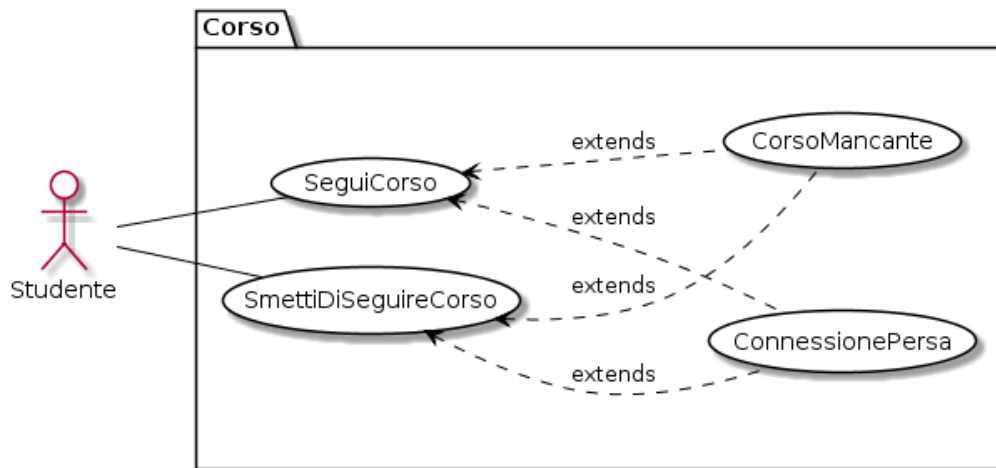 Corso
extends
CorsoMancante
SeguiCorso
extends
Studente
SmettiDiSeguireCorso
extends
ConnessionePersa
extends